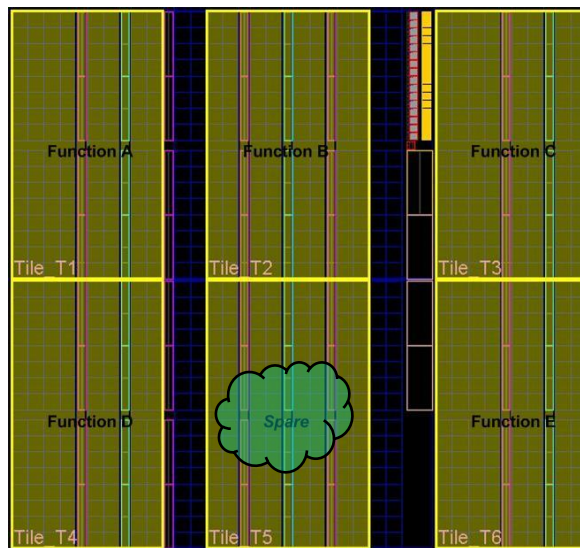 Function A
Function B
Function C
Tile_T1
Tile_T2
Tile_T3
Function D
Spare
Function E
Tile_T4
Tile_T5
Tile_T6